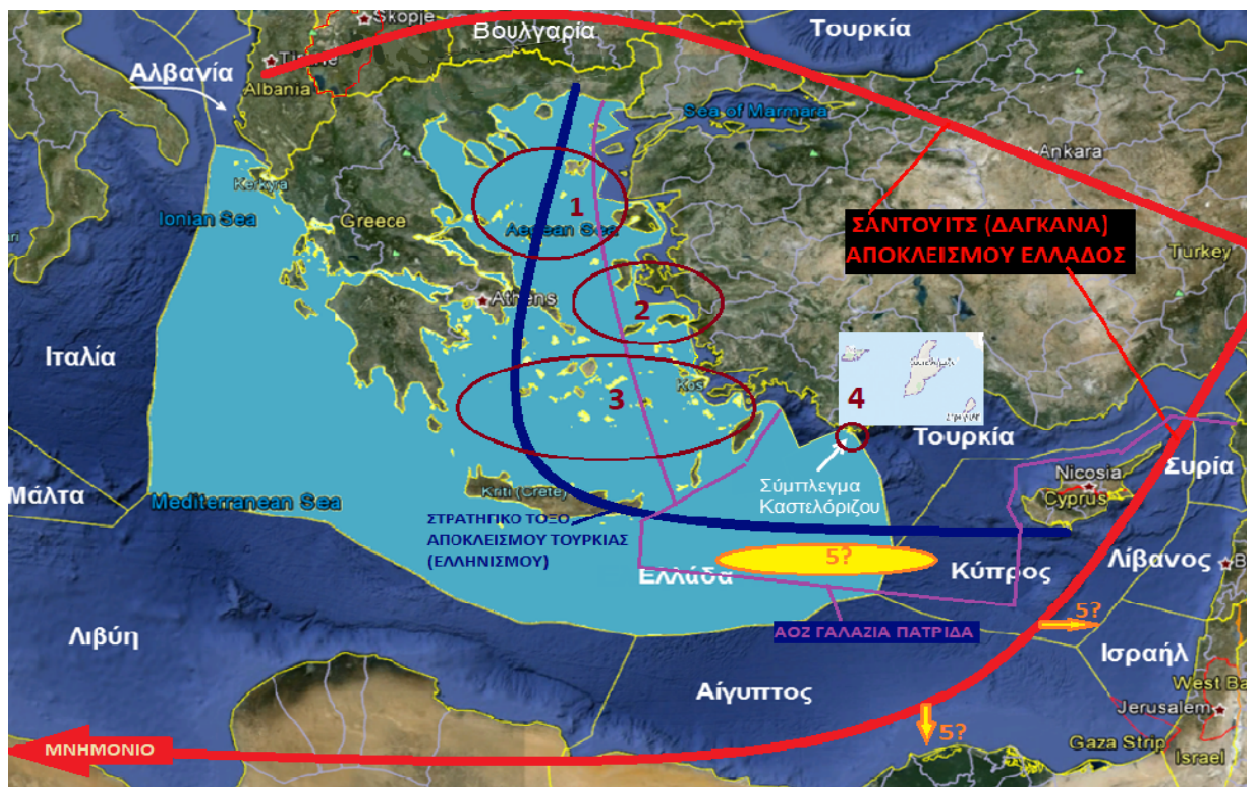 Skopje
Βουλγαρία
Τουρκία
Αλβανία
Albania
Sea of Marmara
Ankara
Kerkyra
Ionian Sea
Greece
1
Aegean Sea
ΣΑΝΤΟΥΙΤΣ (ΔΑΓΚΑΝΑ)
ΑΠΟΚΛΕΙΣΜΟΥ ΕΛΛΑΔΟΣ
Turkey
Athens
2
Ιταλία
Kos
3
4
Τουρκία
Μάλτα
Mediterranean Sea
Kriti (Crete)
Σύμπλεγμα
Καστελόριζου
Nicosia
Cyprus
Συρία
ΣΤΡΑΤΗΓΙΚΟ ΤΟΞΟ
ΑΠΟΚΛΕΙΣΜΟΥ ΤΟΥΡΚΙΑΣ
(ΕΛΛΗΝΙΣΜΟΥ)
Ελλάδα
5?
Κύπρος
Λίβανος
Λιβύη
ΑΟΖ ΓΑΛΑΖΙΑ ΠΑΤΡΙΔΑ
5?
Ισραήλ
Αίγυπτος
West Ba
Jerusalem
ΜΝΗΜΟΝΙΟ
5?
Gaza Strip
Israel